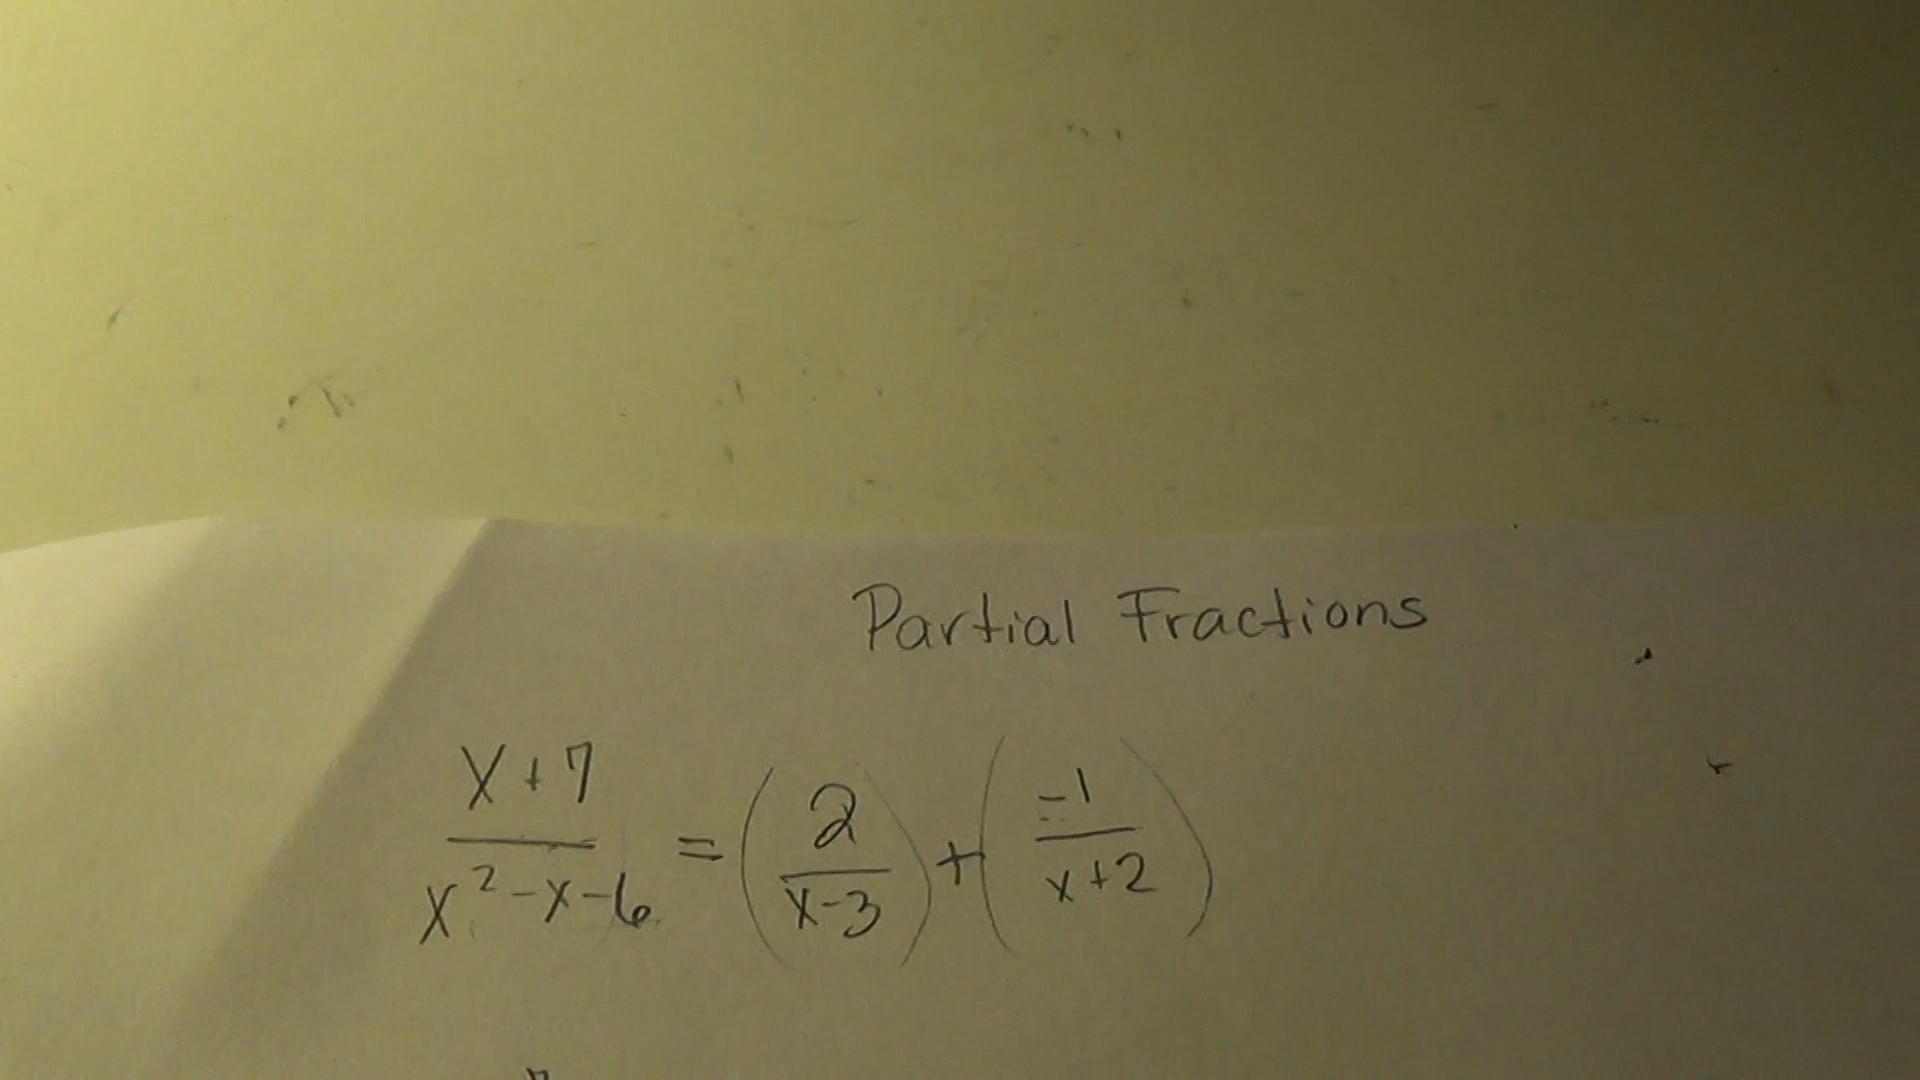 Partial Fractions
x+7 / x²-x-6 = (2 / x-3) + (-1 / x+2)